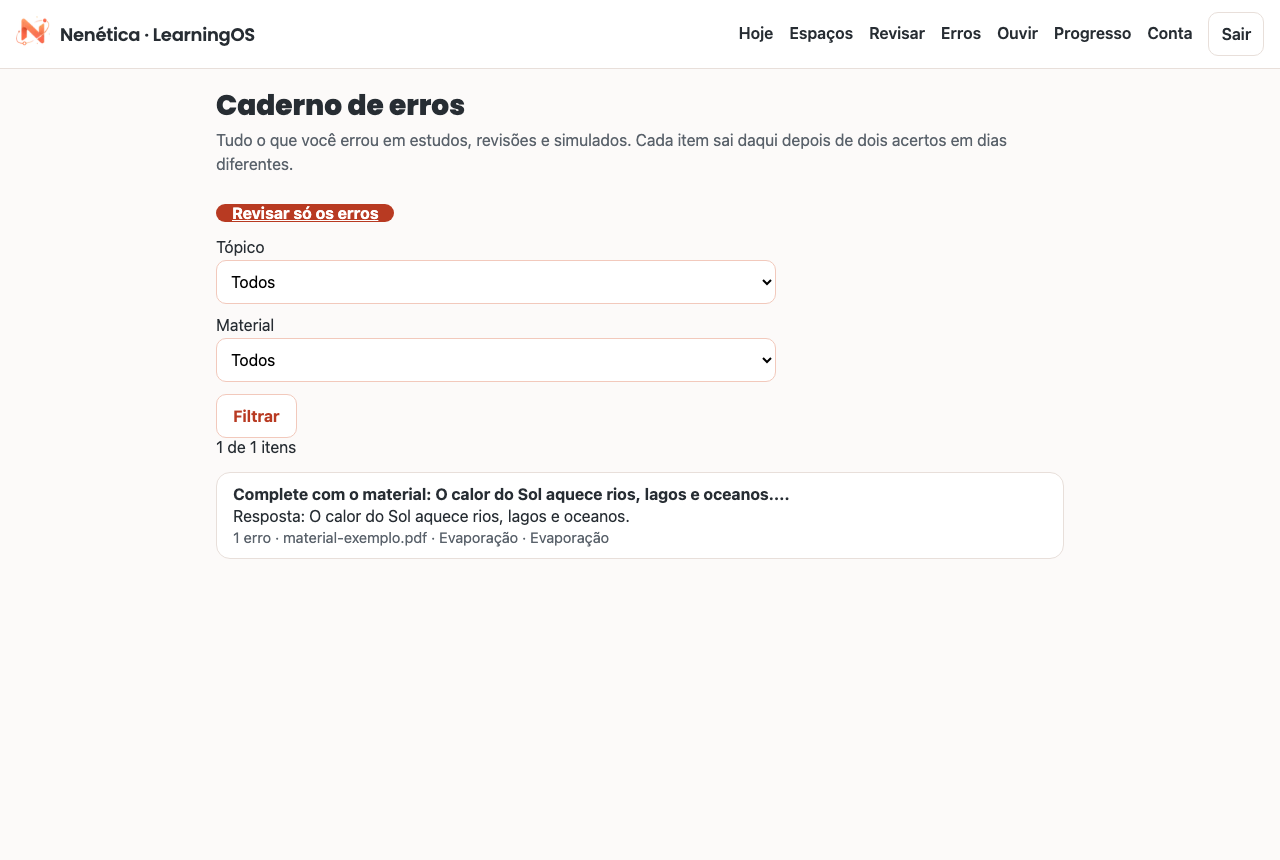 Nenética · LearningOS
Hoje Espaços Revisar Erros Ouvir Progresso Conta Sair
Caderno de erros
Tudo o que você errou em estudos, revisões e simulados. Cada item sai daqui depois de dois acertos em dias
diferentes.
Revisar só os erros
Tópico
Todos
Material
Todos
Filtrar
1 de 1 itens
Complete com o material: O calor do Sol aquece rios, lagos e oceanos....
Resposta: O calor do Sol aquece rios, lagos e oceanos.
1 erro · material-exemplo.pdf · Evaporação · Evaporação